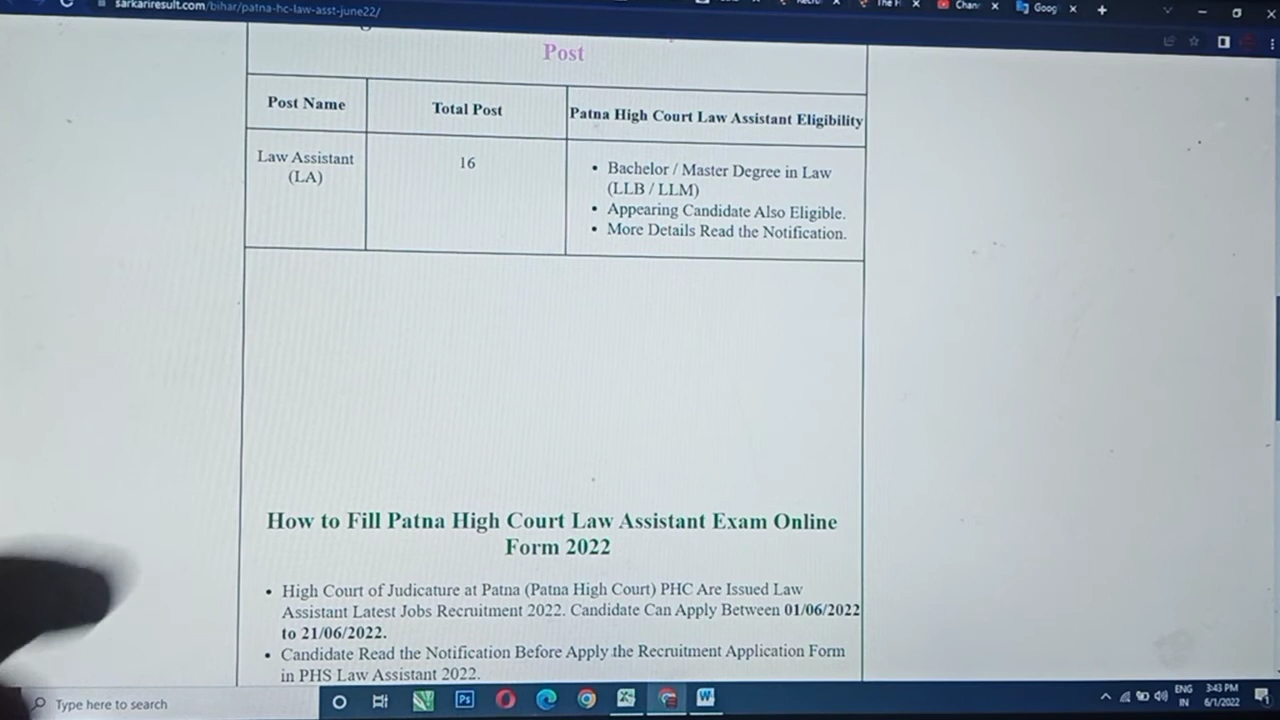 sarkariresult.com/bihar/patna-hc-law-asst-june22/
Chan
Goog
Post
Post Name
Total Post
Patna High Court Law Assistant Eligibility
Law Assistant
(LA)
16
• Bachelor / Master Degree in Law
(LLB / LLM)
• Appearing Candidate Also Eligible.
• More Details Read the Notification.
How to Fill Patna High Court Law Assistant Exam Online
Form 2022
• High Court of Judicature at Patna (Patna High Court) PHC Are Issued Law
Assistant Latest Jobs Recruitment 2022. Candidate Can Apply Between 01/06/2022
to 21/06/2022.
• Candidate Read the Notification Before Apply the Recruitment Application Form
in PHS Law Assistant 2022.
Type here to search
Ps
W
ENG
IN
3:43 PM
6/1/2022